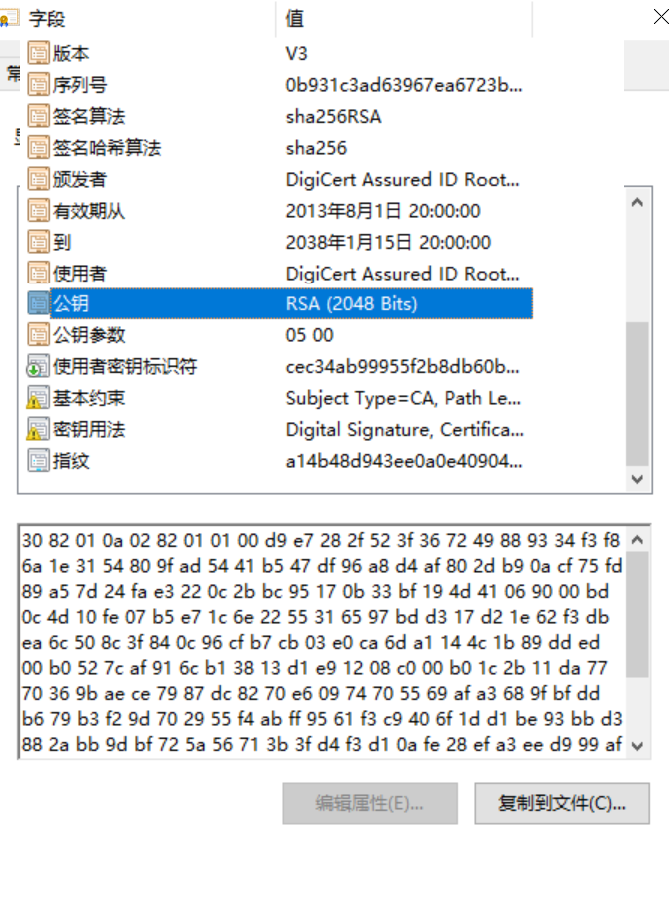 字段 值
版本 V3
常
序列号 0b931c3ad63967ea6723b...
签名算法 sha256RSA
签名哈希算法 sha256
颁发者 DigiCert Assured ID Root...
有效期从 2013年8月1日 20:00:00
到 2038年1月15日 20:00:00
使用者 DigiCert Assured ID Root...
公钥 RSA (2048 Bits)
公钥参数 05 00
使用者密钥标识符 cec34ab99955f2b8db60b...
基本约束 Subject Type=CA, Path Le...
密钥用法 Digital Signature, Certifica...
指纹 a14b48d943ee0a0e40904...
30 82 01 0a 02 82 01 01 00 d9 e7 28 2f 52 3f 36 72 49 88 93 34 f3 f8
6a 1e 31 54 80 9f ad 54 41 b5 47 df 96 a8 d4 af 80 2d b9 0a cf 75 fd
89 a5 7d 24 fa e3 22 0c 2b bc 95 17 0b 33 bf 19 4d 41 06 90 00 bd
0c 4d 10 fe 07 b5 e7 1c 6e 22 55 31 65 97 bd d3 17 d2 1e 62 f3 db
ea 6c 50 8c 3f 84 0c 96 cf b7 cb 03 e0 ca 6d a1 14 4c 1b 89 dd ed
00 b0 52 7c af 91 6c b1 38 13 d1 e9 12 08 c0 00 b0 1c 2b 11 da 77
70 36 9b ae ce 79 87 dc 82 70 e6 09 74 70 55 69 af a3 68 9f bf dd
b6 79 b3 f2 9d 70 29 55 f4 ab ff 95 61 f3 c9 40 6f 1d d1 be 93 bb d3
88 2a bb 9d bf 72 5a 56 71 3b 3f d4 f3 d1 0a fe 28 ef a3 ee d9 99 af
编辑属性(E)... 复制到文件(C)...